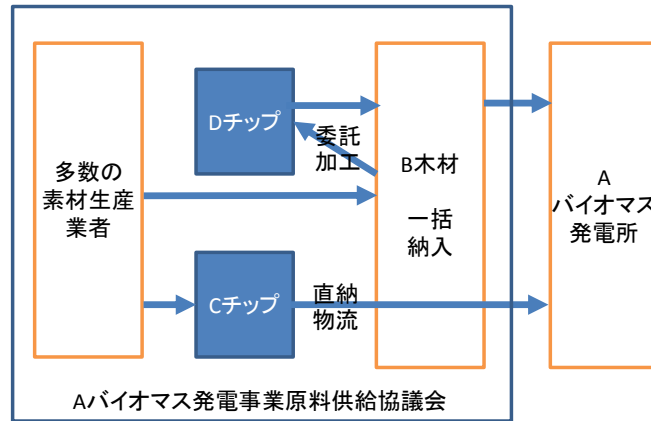 多数の
素材生産
業者
Dチップ
委託
加工
Cチップ
直納
物流
B木材
一括
納入
A
バイオマス
発電所
Aバイオマス発電事業原料供給協議会